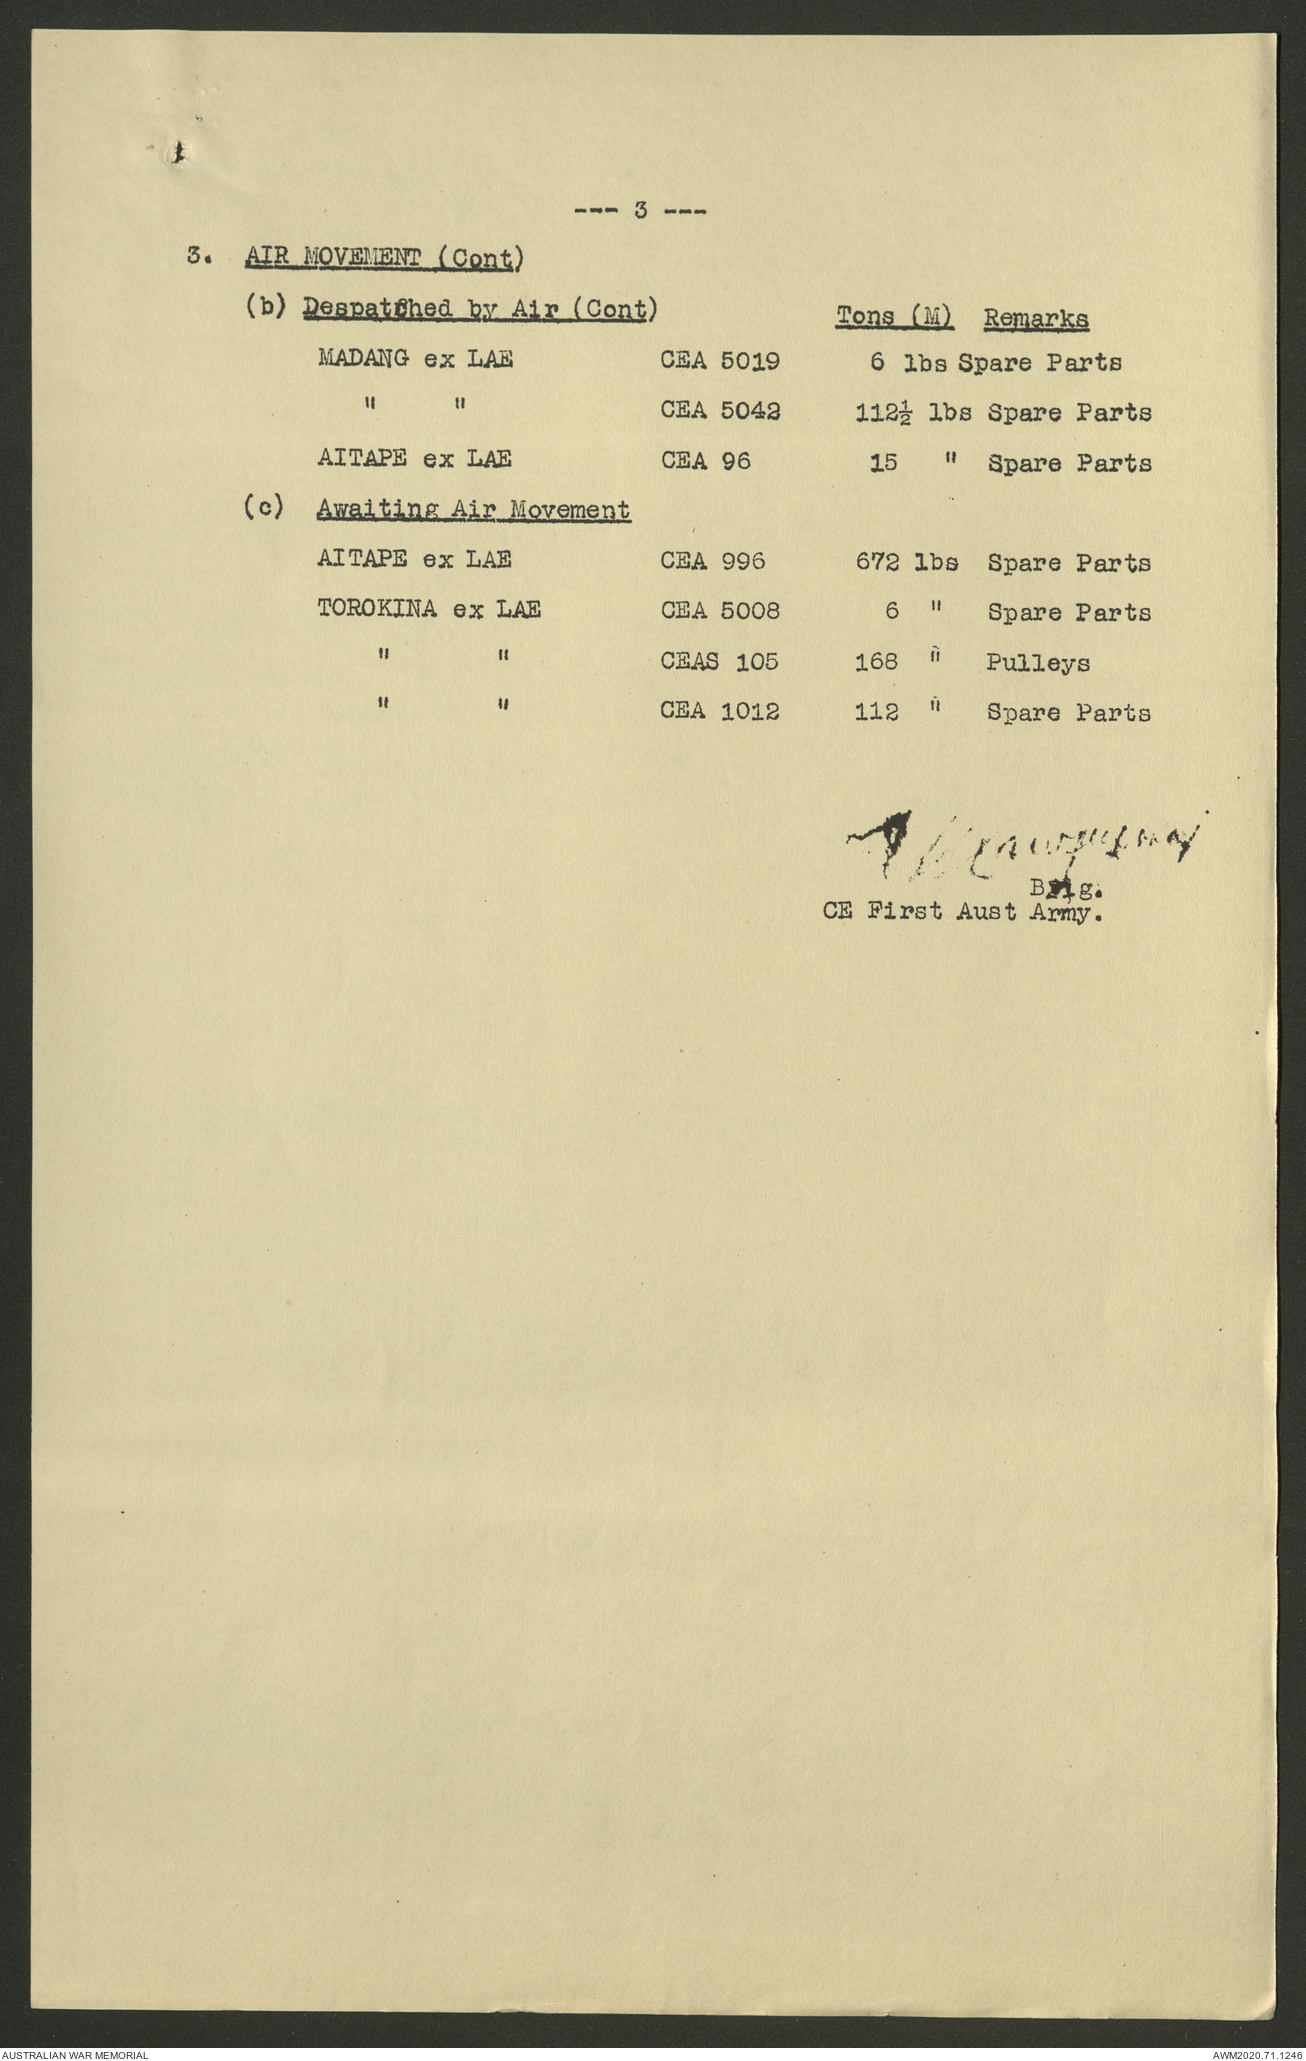 --- 3 ---
3. AIR MOVEMENT (Cont)
(b) Despatched by Air (Cont) Tons (M) Remarks
MADANG ex LAE CEA 5019 6 lbs Spare Parts
" " CEA 5042 112½ lbs Spare Parts
AITAPE ex LAE CEA 96 15 " Spare Parts
(c) Awaiting Air Movement
AITAPE ex LAE CEA 996 672 lbs Spare Parts
TOROKINA ex LAE CEA 5008 6 " Spare Parts
" " CEAS 105 168 " Pulleys
" " CEA 1012 112 " Spare Parts
Brig.
CE First Aust Army.
AUSTRALIAN WAR MEMORIAL AWM2020.71.1246